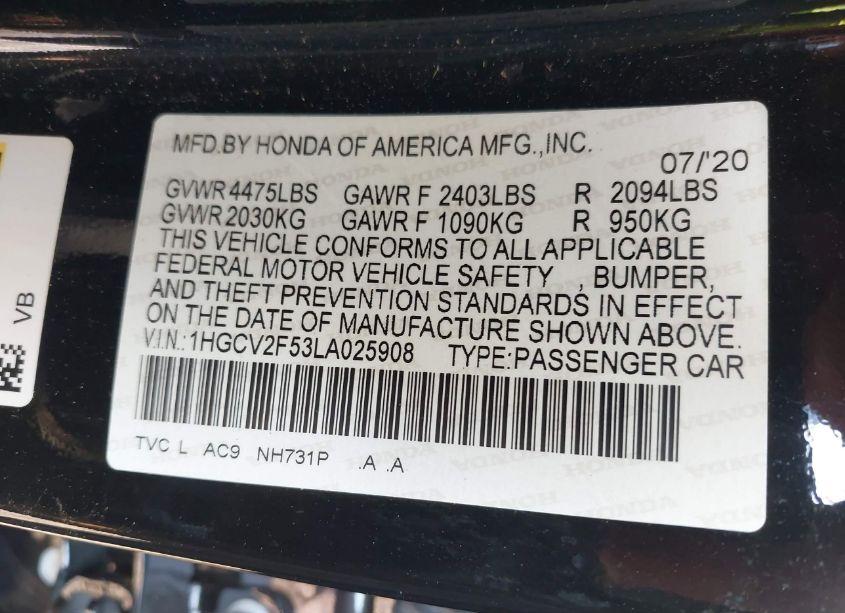 MFD.BY HONDA OF AMERICA MFG.,INC.
07/'20
GVWR 4475LBS GAWR F 2403LBS R 2094LBS
GVWR 2030KG GAWR F 1090KG R 950KG
THIS VEHICLE CONFORMS TO ALL APPLICABLE
FEDERAL MOTOR VEHICLE SAFETY , BUMPER,
AND THEFT PREVENTION STANDARDS IN EFFECT
ON THE DATE OF MANUFACTURE SHOWN ABOVE.
V.I.N.:1HGCV2F53LA025908 TYPE:PASSENGER CAR
TVC L AC9 NH731P .A .A
VB